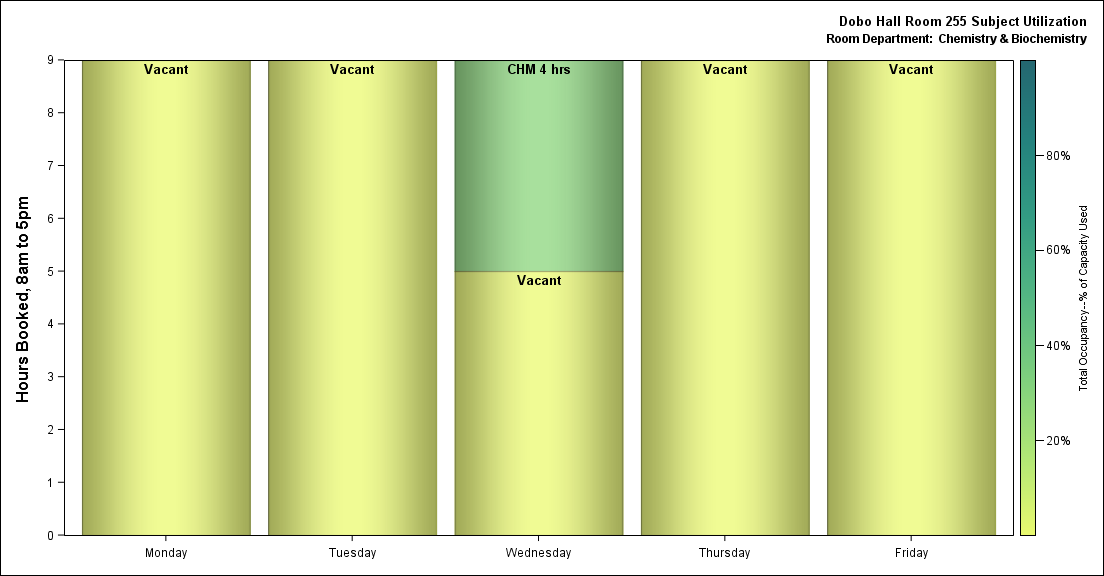 Dobo Hall Room 255 Subject Utilization
Room Department: Chemistry & Biochemistry
Hours Booked, 8am to 5pm
9
8
7
6
5
4
3
2
1
0
Vacant
Vacant
CHM 4 hrs
Vacant
Vacant
Vacant
Monday
Tuesday
Wednesday
Thursday
Friday
80%
60%
40%
20%
Total Occupancy--% of Capacity Used